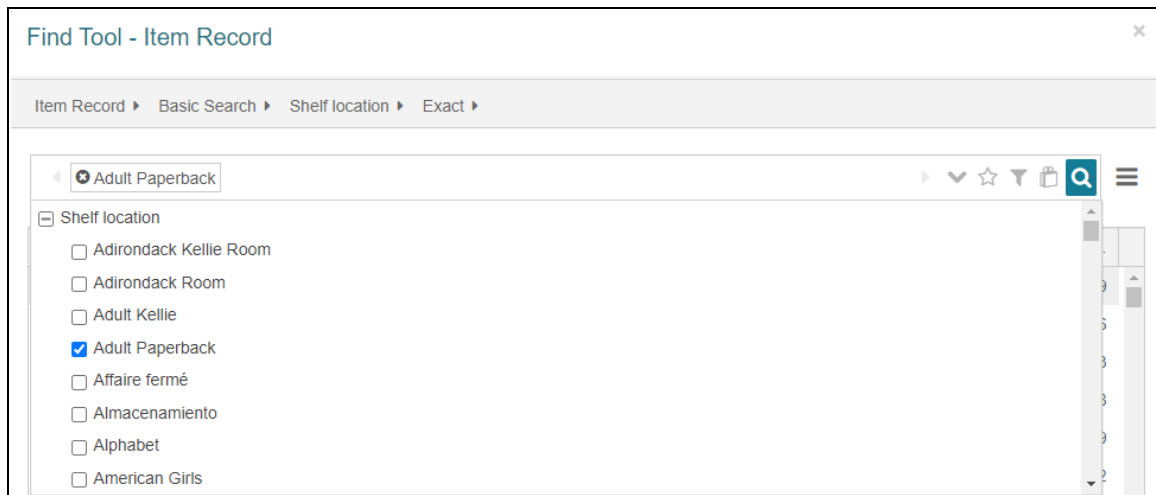 Find Tool - Item Record
Item Record Basic Search Shelf location Exact
Adult Paperback
Shelf location
Adirondack Kellie Room
Adirondack Room
Adult Kellie
Adult Paperback
Affaire fermé
Almacenamiento
Alphabet
American Girls